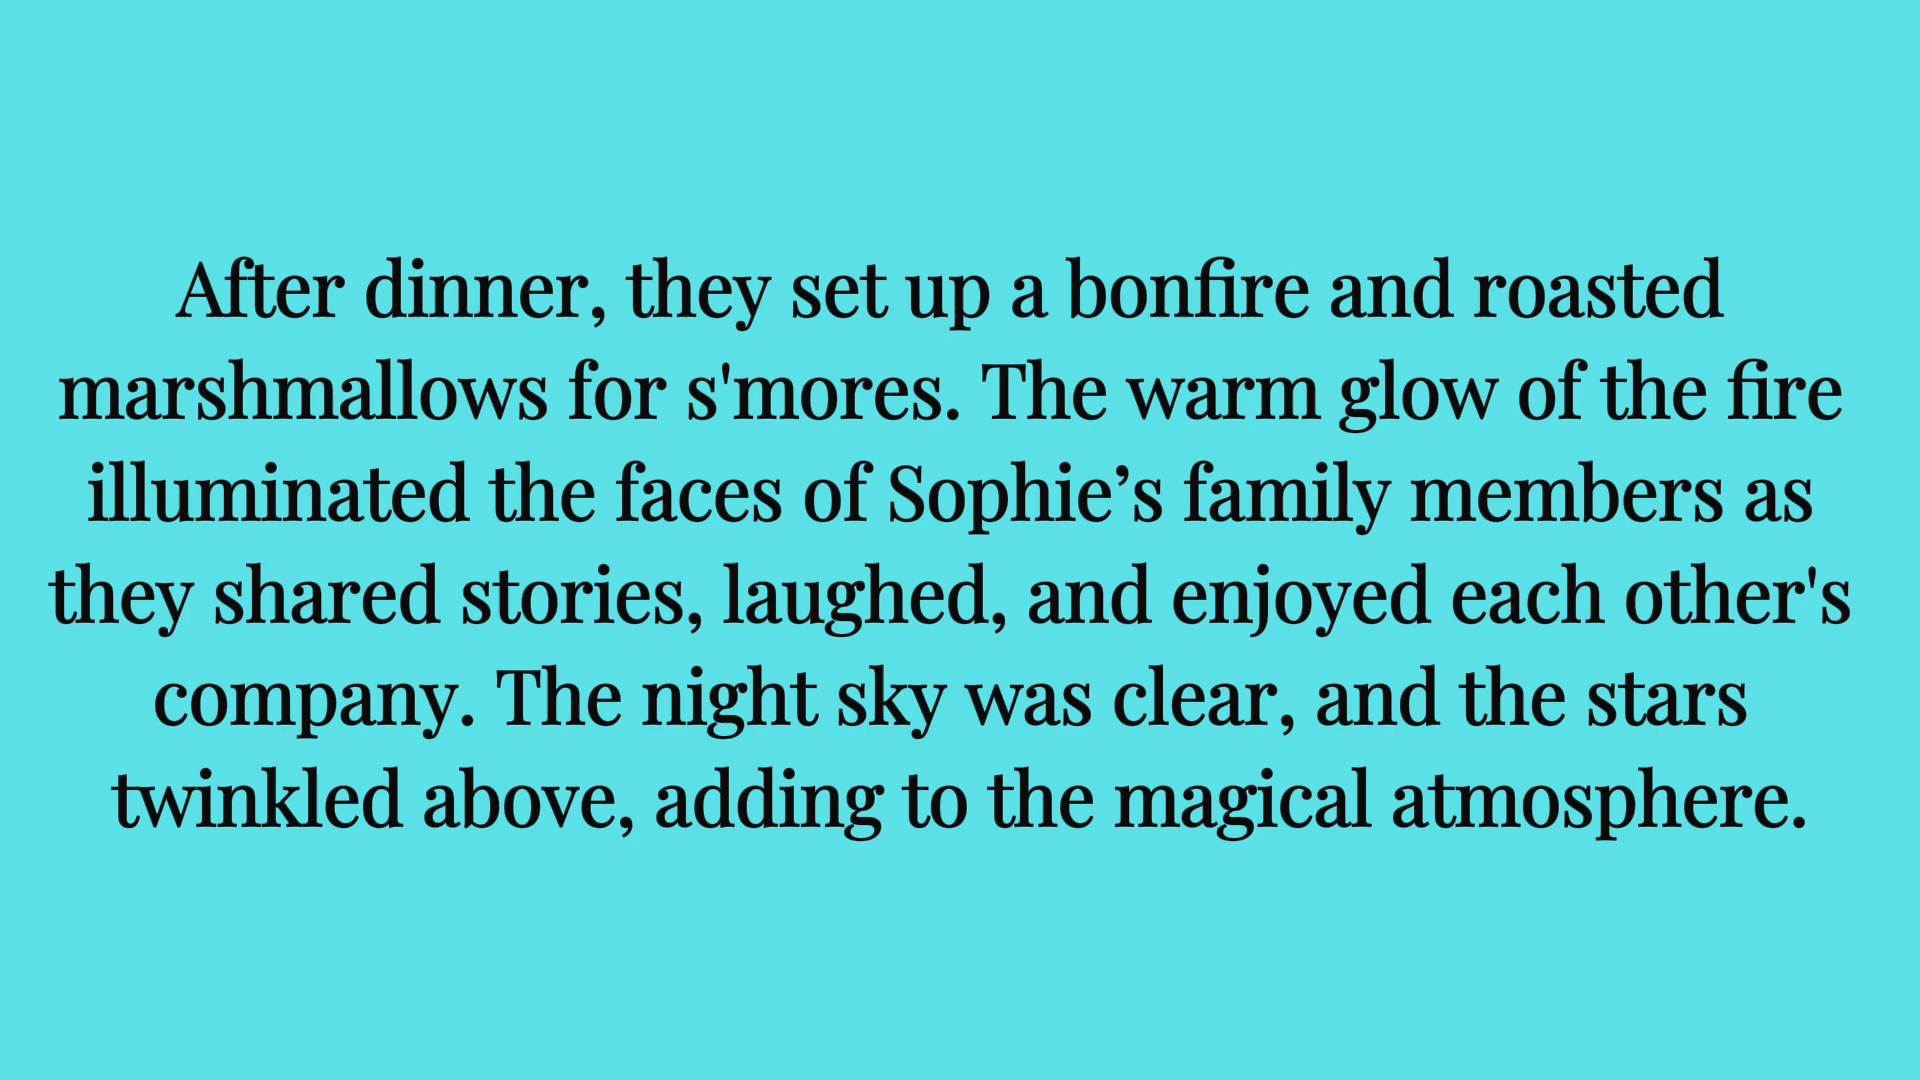 After dinner, they set up a bonfire and roasted
marshmallows for s'mores. The warm glow of the fire
illuminated the faces of Sophie’s family members as
they shared stories, laughed, and enjoyed each other's
company. The night sky was clear, and the stars
twinkled above, adding to the magical atmosphere.